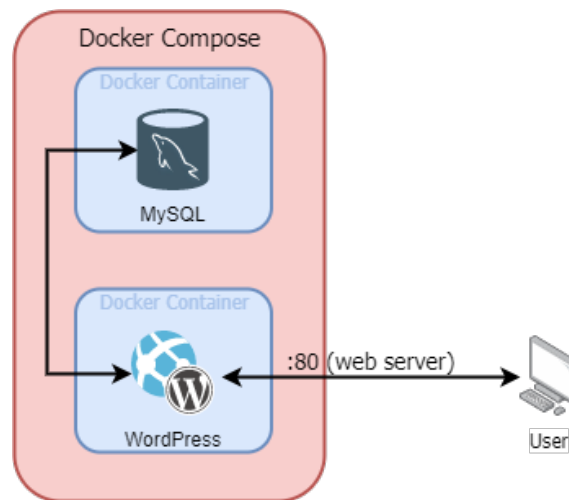 Docker Compose
Docker Container
MySQL
Docker Container
W
:80 (web server)
WordPress
User